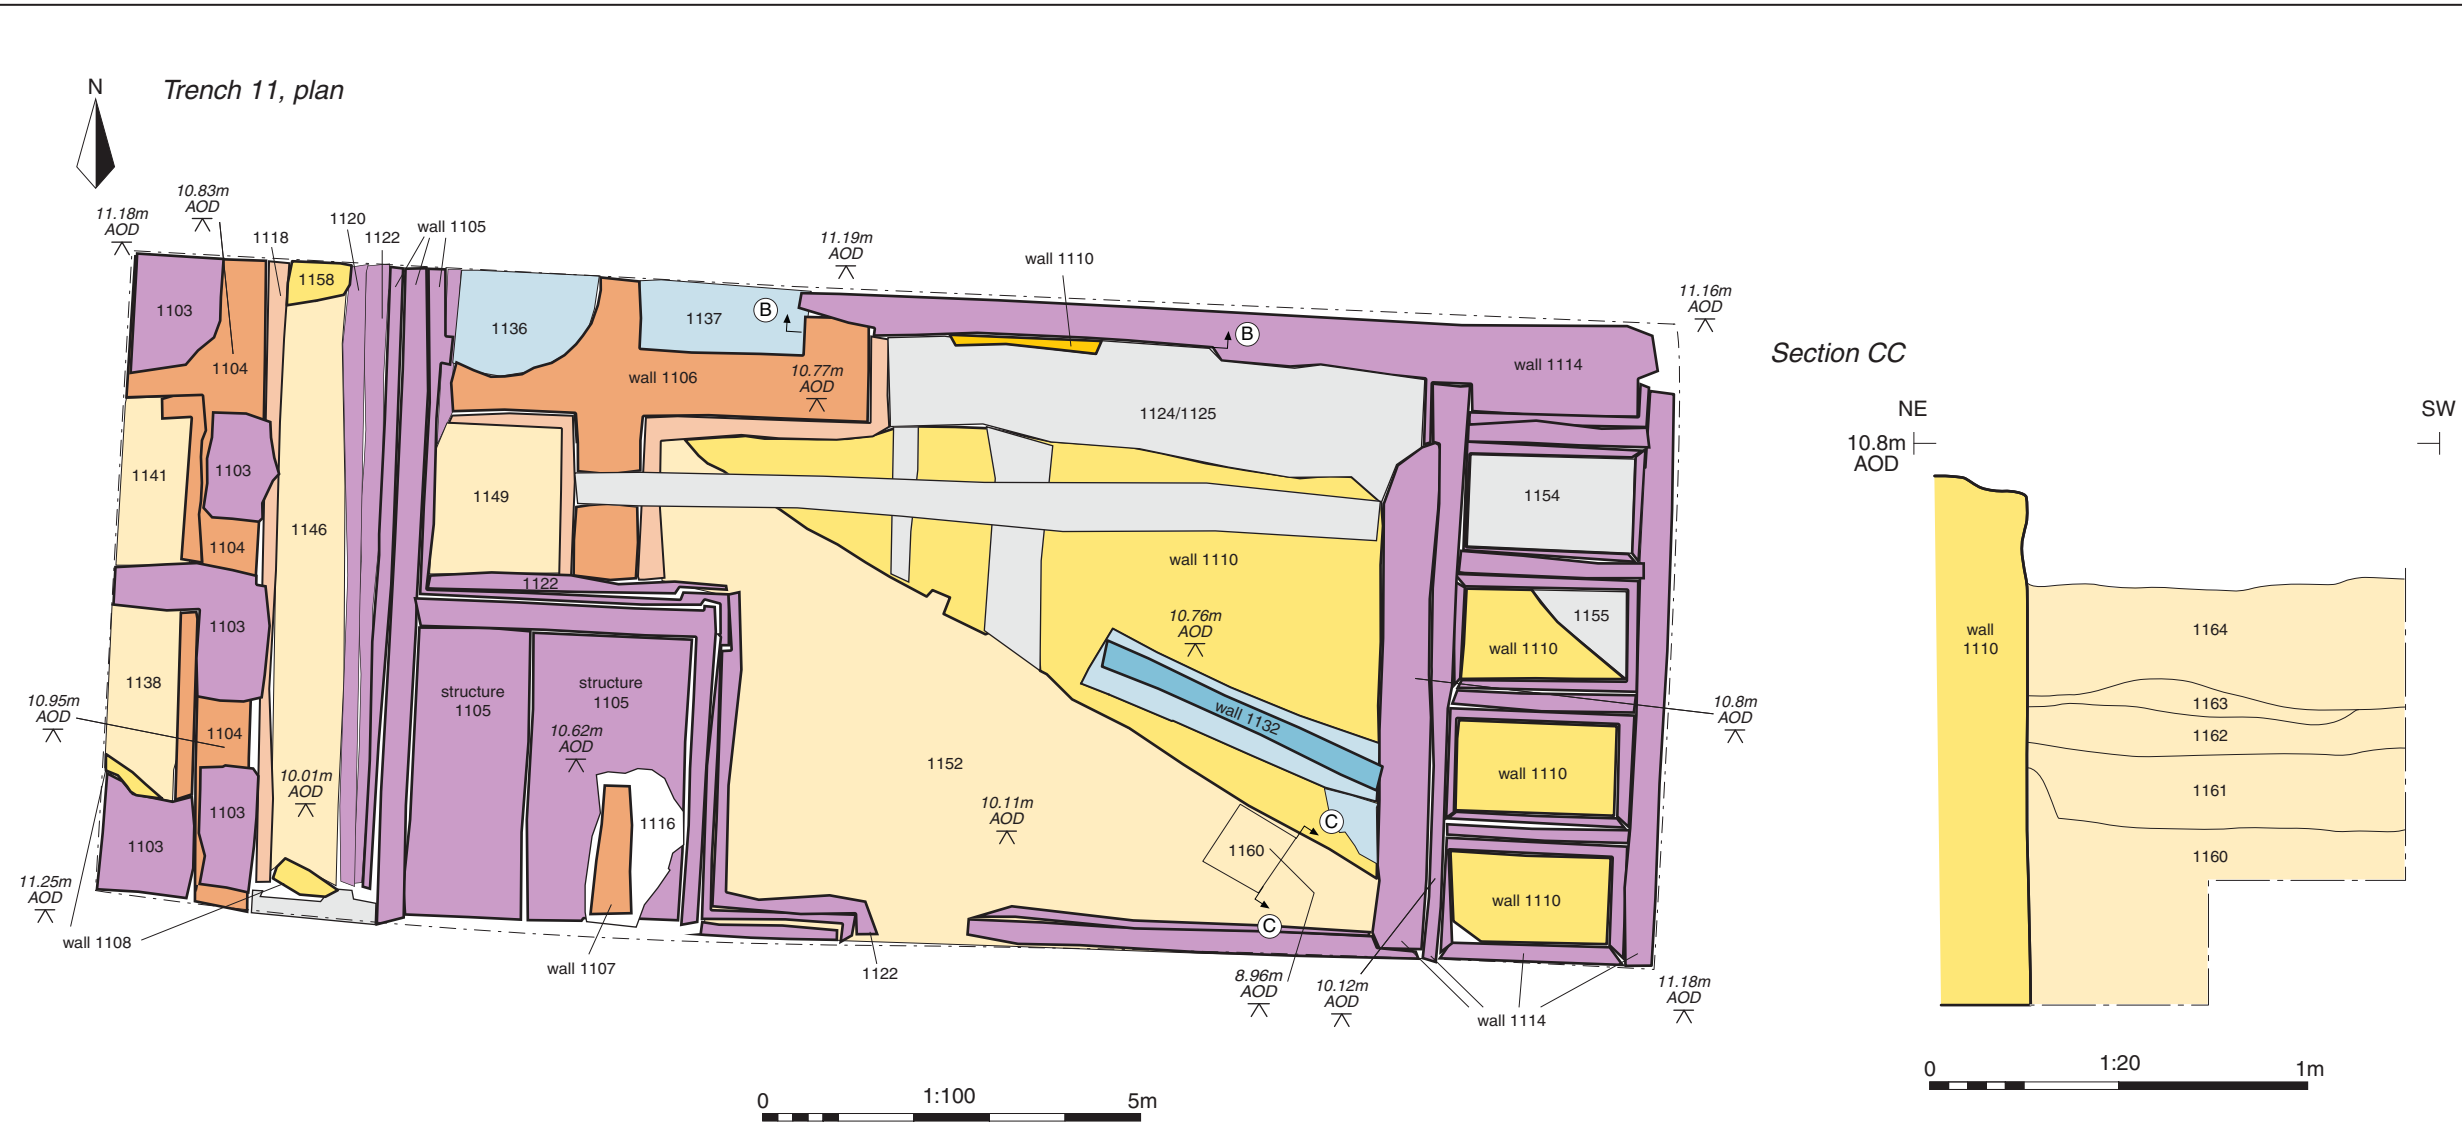 Trench 11, plan
N
10.83m
AOD
11.18m
AOD
1118
1120
1122
wall 1105
11.19m
AOD
wall 1110
11.16m
AOD
1103
1158
1136
1137
B
B
1104
wall 1106
10.77m
AOD
wall 1114
1124/1125
1141
1103
1146
1149
1154
1104
wall 1110
1122
1103
10.76m
AOD
1155
wall 1110
1138
structure
1105
structure
1105
10.62m
AOD
wall 1132
10.95m
AOD
1104
10.8m
AOD
1152
wall 1110
10.01m
AOD
10.11m
AOD
1103
1116
C
1160
1103
wall 1110
11.25m
AOD
C
wall 1108
wall 1107
1122
8.96m
AOD
10.12m
AOD
wall 1114
11.18m
AOD
0
1:100
5m
Section CC
NE
SW
10.8m
AOD
wall
1110
1164
1163
1162
1161
1160
0
1:20
1m